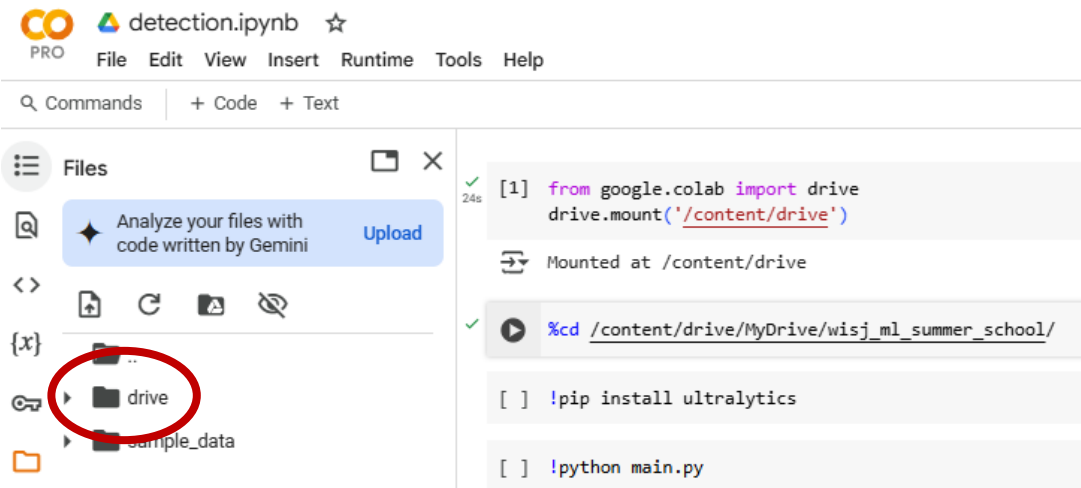 CO
PRO
detection.ipynb
File Edit View Insert Runtime Tools Help
Commands + Code + Text
Files
Analyze your files with
code written by Gemini
Upload
{x}
..
drive
sample_data
24s
[1] from google.colab import drive
drive.mount('/content/drive')
Mounted at /content/drive
%cd /content/drive/MyDrive/wisj_ml_summer_school/
[ ] !pip install ultralytics
[ ] !python main.py